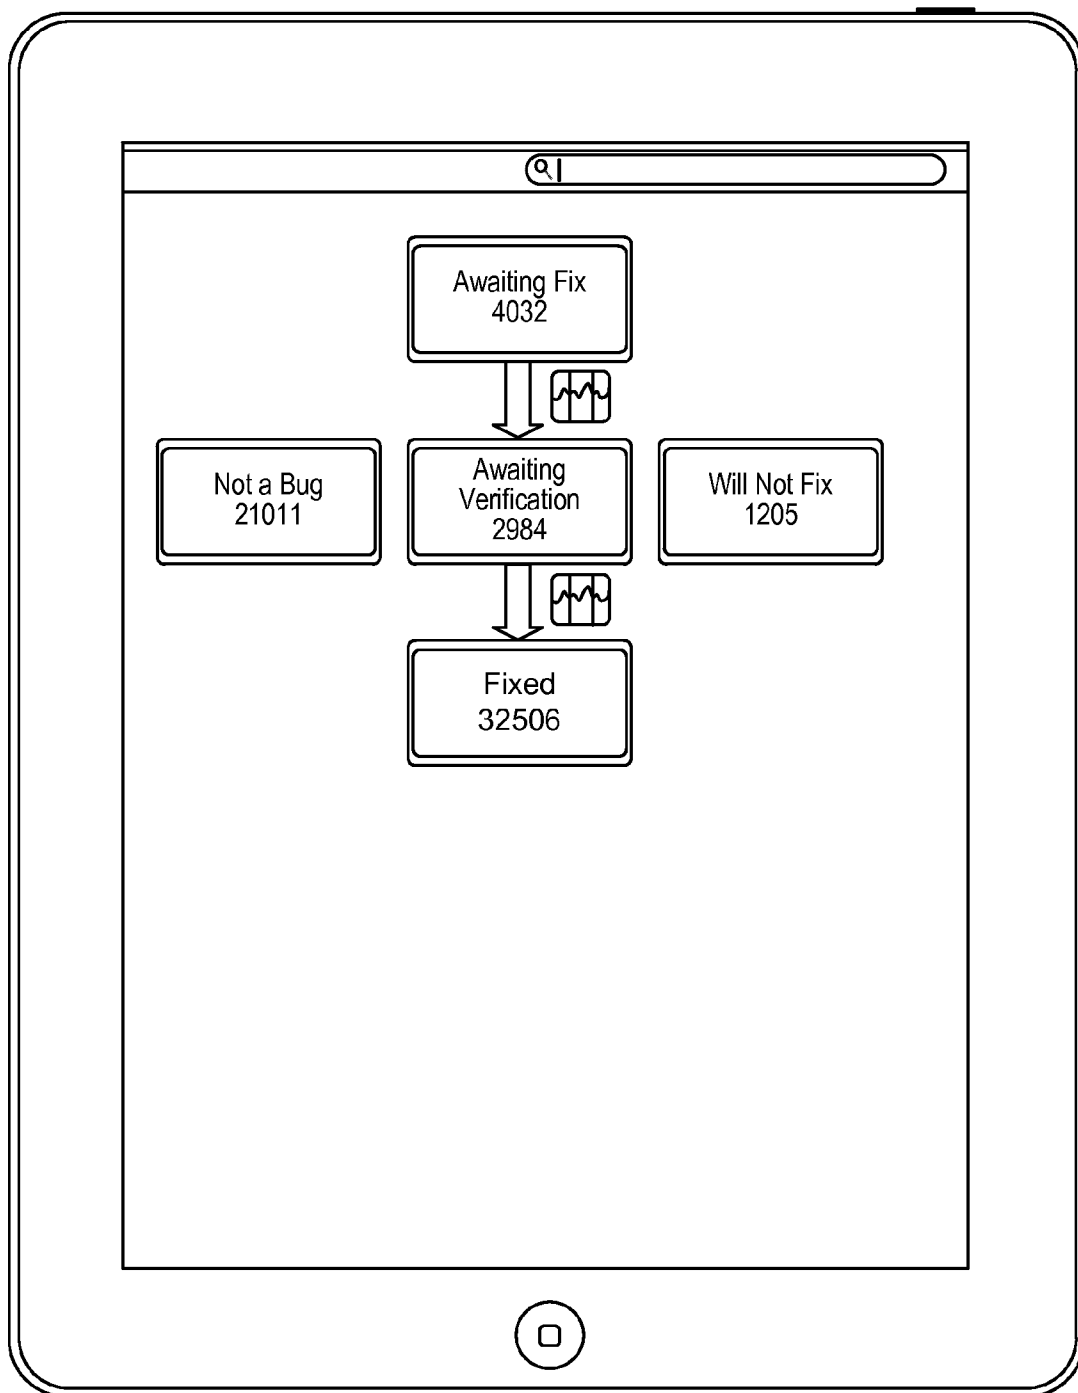 Awaiting Fix
4032
Not a Bug
21011
Awaiting
Verification
2984
Will Not Fix
1205
Fixed
32506